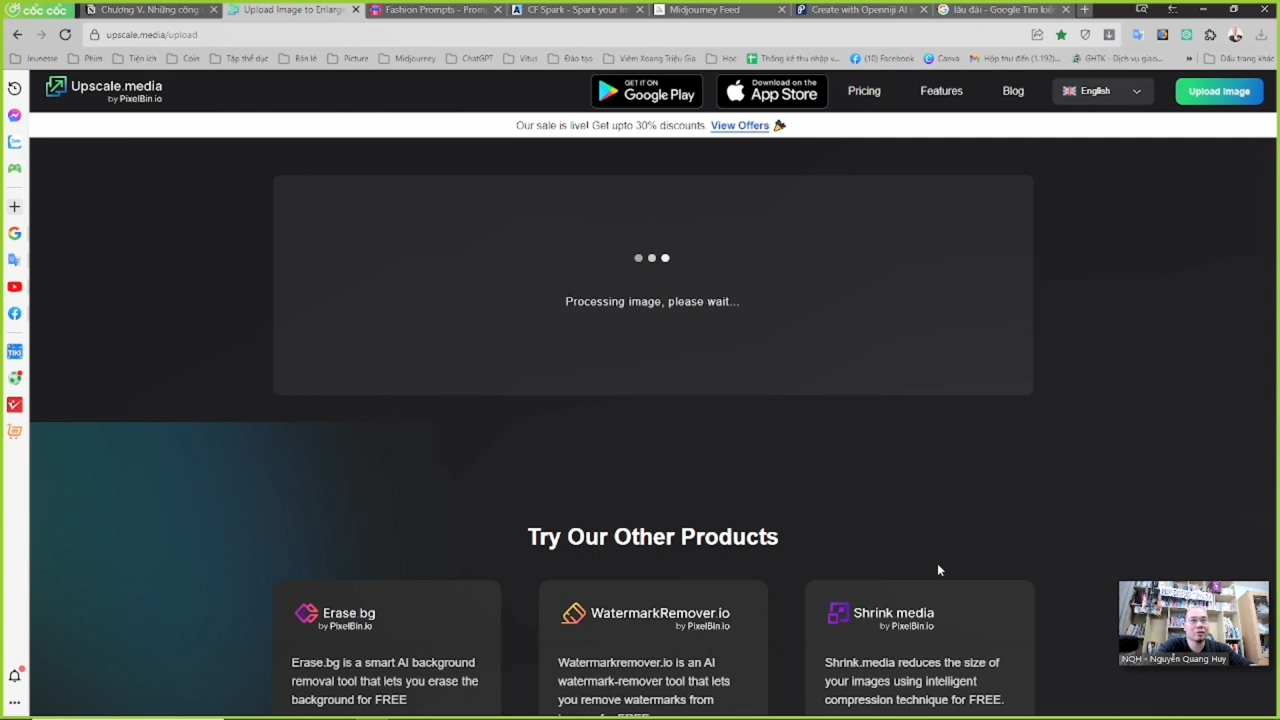 cốc cốc
Chương V. Những công
Upload Image to Enlarge
Fashion Prompts - Promp
CF Spark - Spark your Im
Midjourney Feed
Create with Openniji AI
lâu đài - Google Tìm kiế
upscale.media/upload
Jeunesse
Phim
Tiện ích
Coin
Tập thể dục
Bán lẻ
Picture
Midjourney
ChatGPT
Vitus
Đào tạo
Viêm Xoang Triệu Gia
Học
Thống kê thu nhập v...
(10) Facebook
Canva
Hộp thư đến (1.192)...
GHTK - Dịch vụ giao...
Dấu trang khác
Upscale.media
by PixelBin.io
GET IT ON
Google Play
Download on the
App Store
Pricing
Features
Blog
English
Upload Image
Our sale is live! Get upto 30% discounts. View Offers
Processing image, please wait...
Try Our Other Products
Erase bg
by PixelBin.io
Erase.bg is a smart AI background
removal tool that lets you erase the
background for FREE
WatermarkRemover.io
by PixelBin.io
Watermarkremover.io is an AI
watermark-remover tool that lets
you remove watermarks from
Shrink media
by PixelBin.io
Shrink.media reduces the size of
your images using intelligent
compression technique for FREE.
TIKI
NQH - Nguyễn Quang Huy